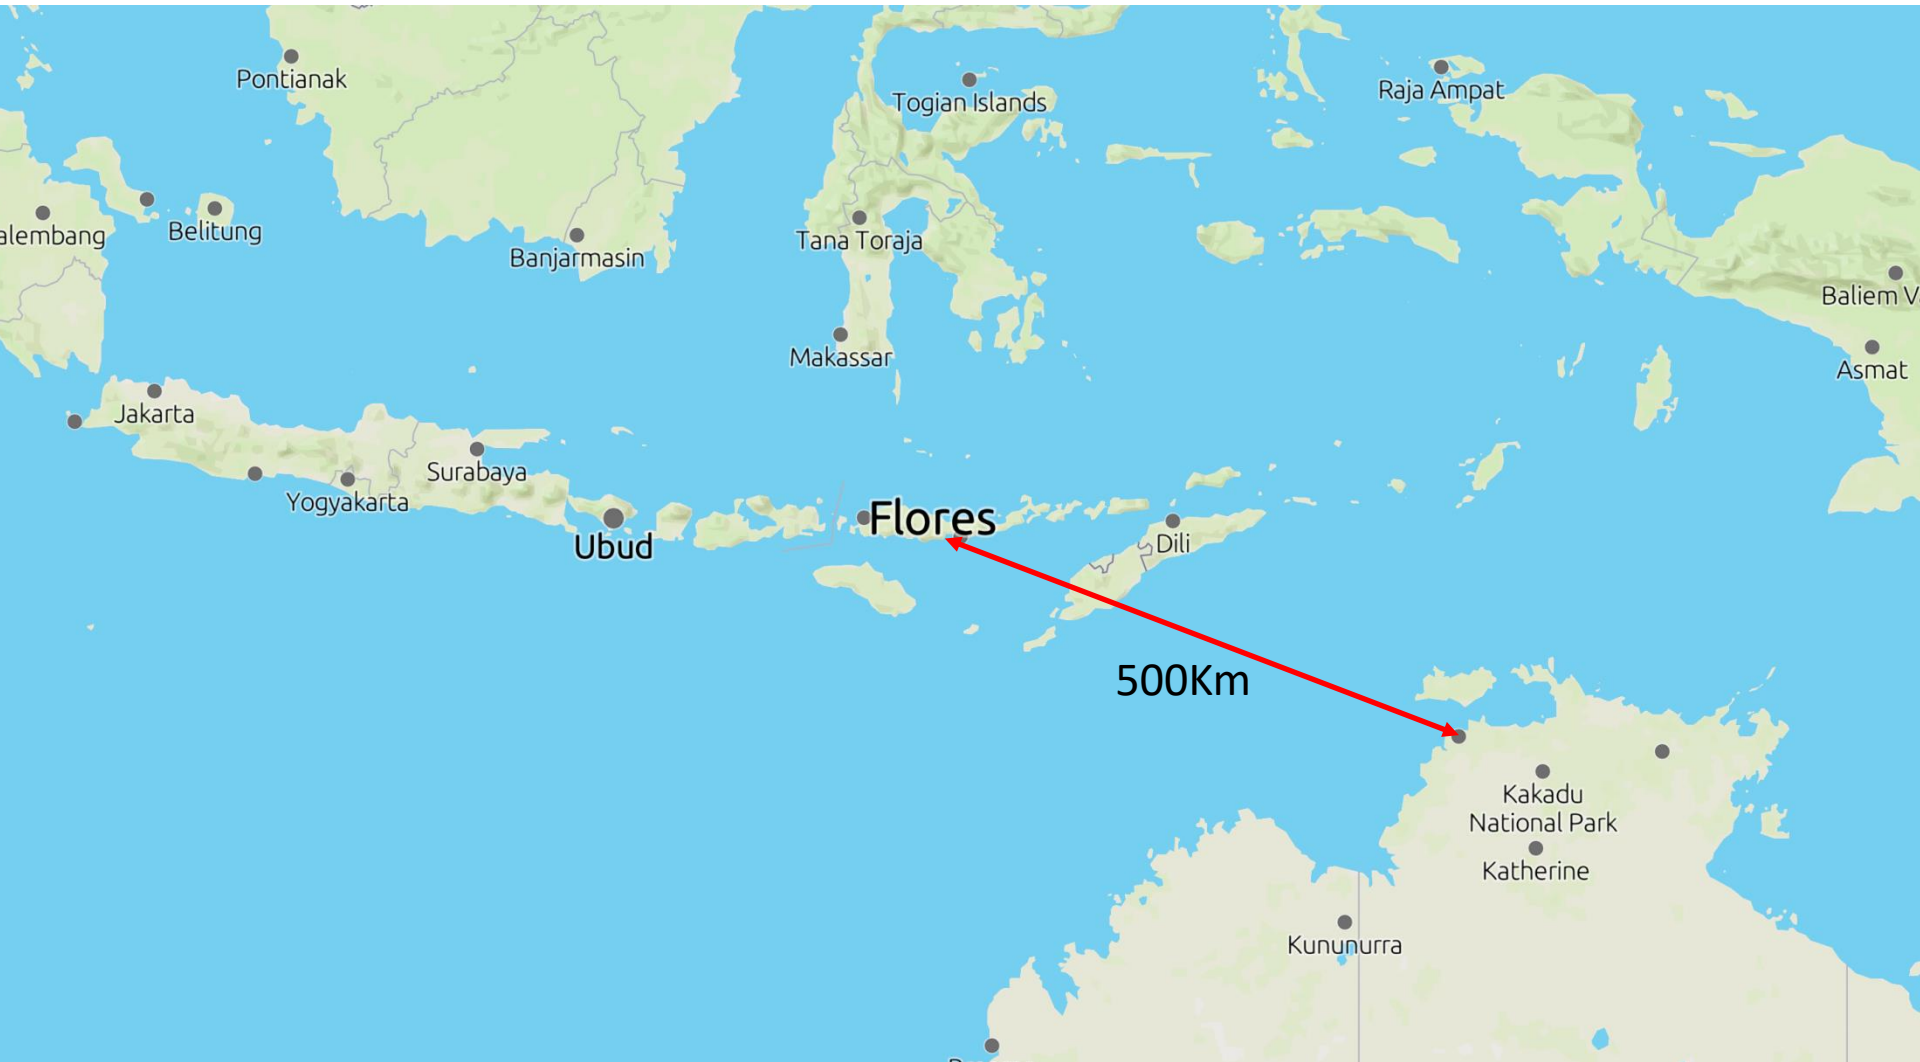 Pontianak
Togian Islands
Raja Ampat
alembang
Belitung
Banjarmasin
Tana Toraja
Baliem V
Makassar
Asmat
Jakarta
Surabaya
Yogyakarta
Flores
Ubud
Dili
500Km
Kakadu
National Park
Katherine
Kununurra